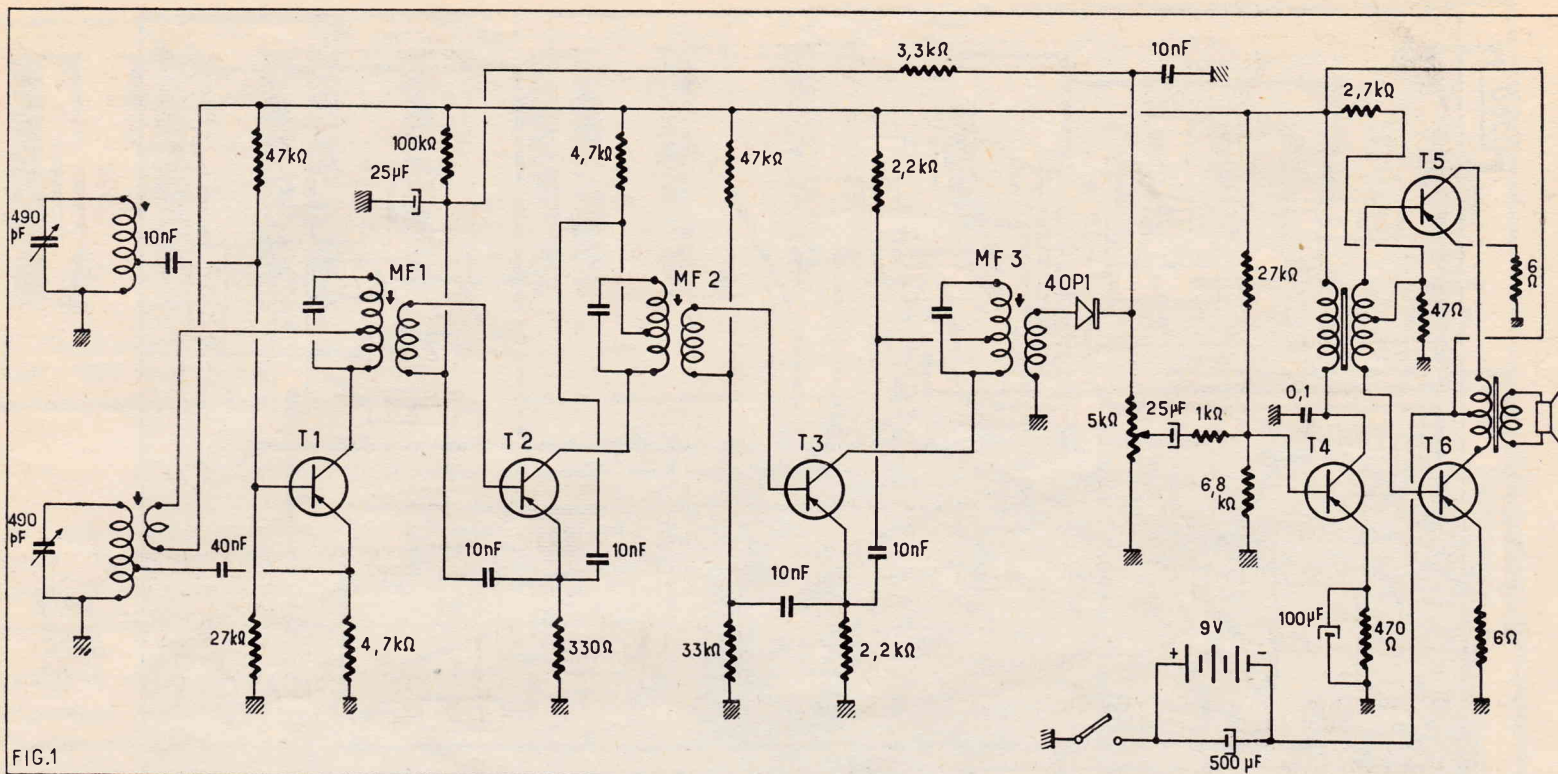 3,3kΩ
10nF
2,7kΩ
47kΩ
100kΩ
4,7kΩ
47kΩ
2,2kΩ
T5
25µF
490
pF
10nF
MF1
MF2
MF3
40P1
27kΩ
6
Ω
47Ω
0,1
5kΩ
25µF
1kΩ
T1
T2
T3
T4
T6
6,8
kΩ
490
pF
40nF
10nF
10nF
10nF
10nF
27kΩ
4,7kΩ
330Ω
33kΩ
2,2kΩ
100µF
470
Ω
6Ω
9V
+
−
500µF
FIG.1